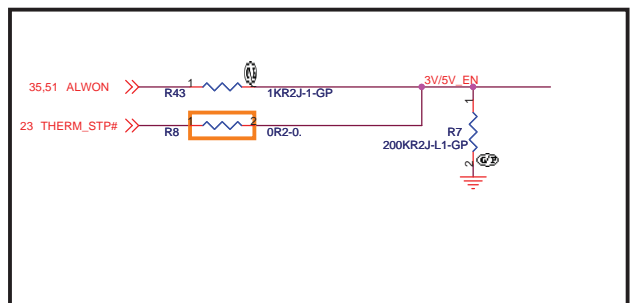 35,51 ALWON
1
R43
1KR2J-1-GP
3V/5V_EN
23 THERM_STP#
1
2
R8
0R2-0.
1
R7
200KR2J-L1-GP
2